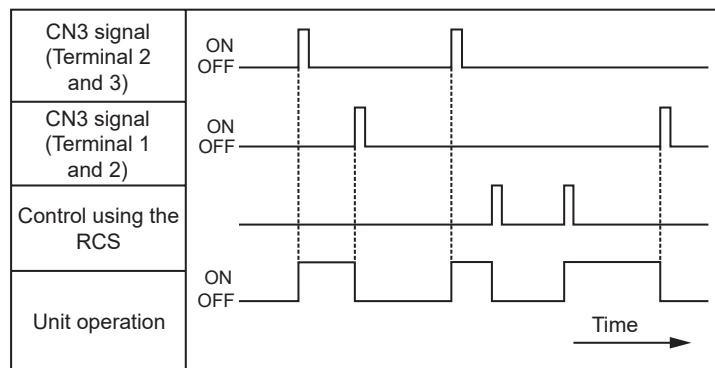 CN3 signal
(Terminal 2
and 3)
ON
OFF
CN3 signal
(Terminal 1
and 2)
ON
OFF
Control using the
RCS
Unit operation
ON
OFF
Time